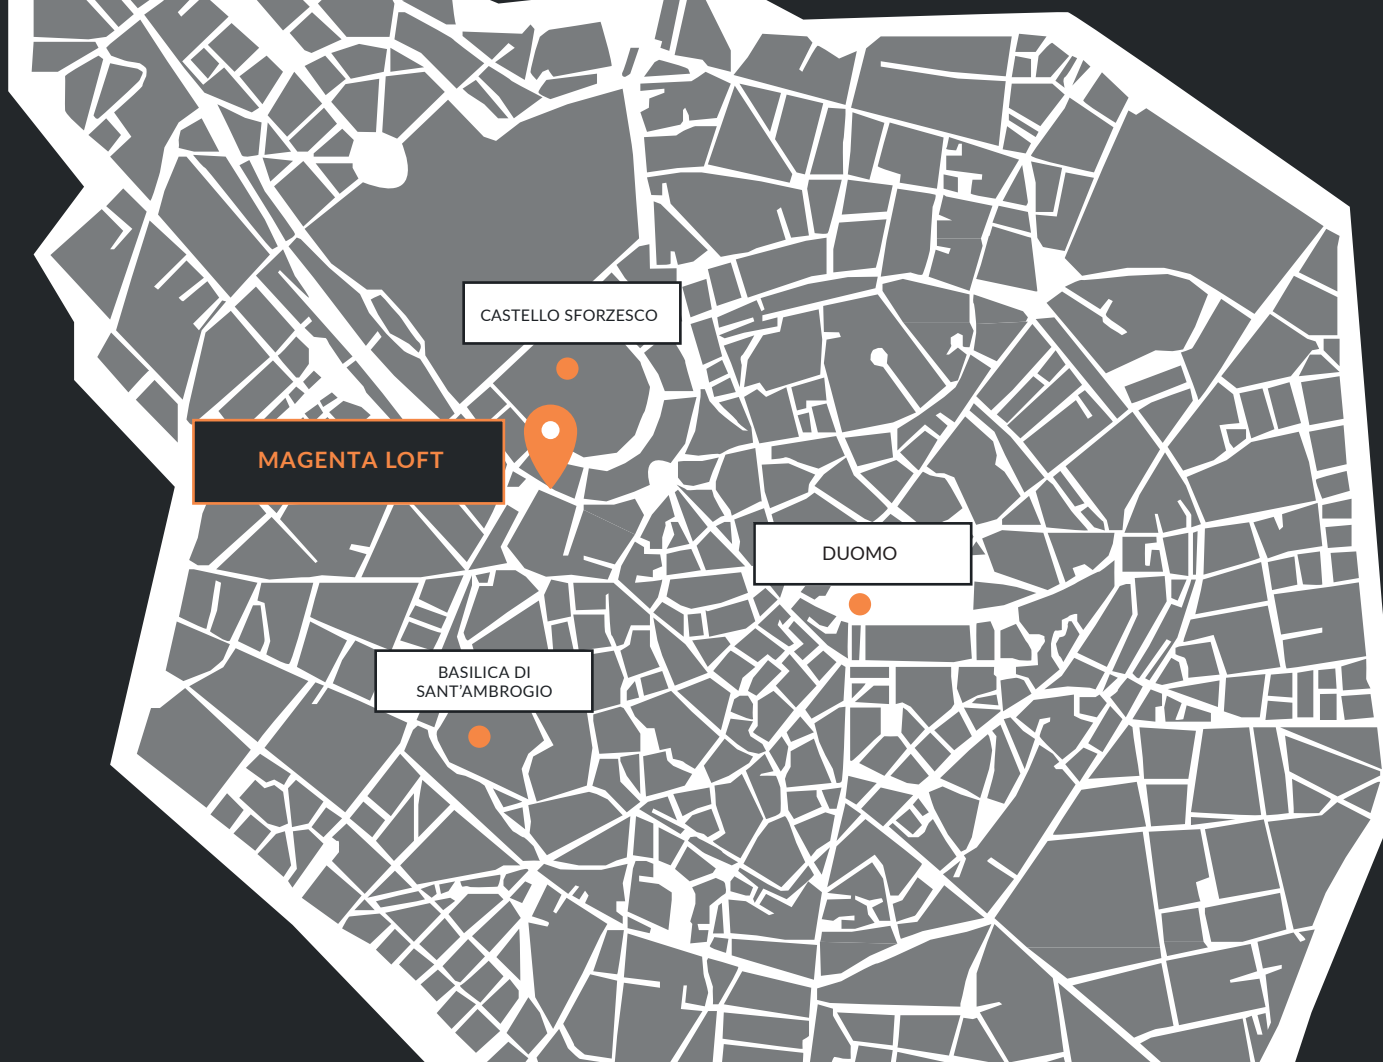 CASTELLO SFORZESCO
MAGENTA LOFT
DUOMO
BASILICA DI
SANT'AMBROGIO